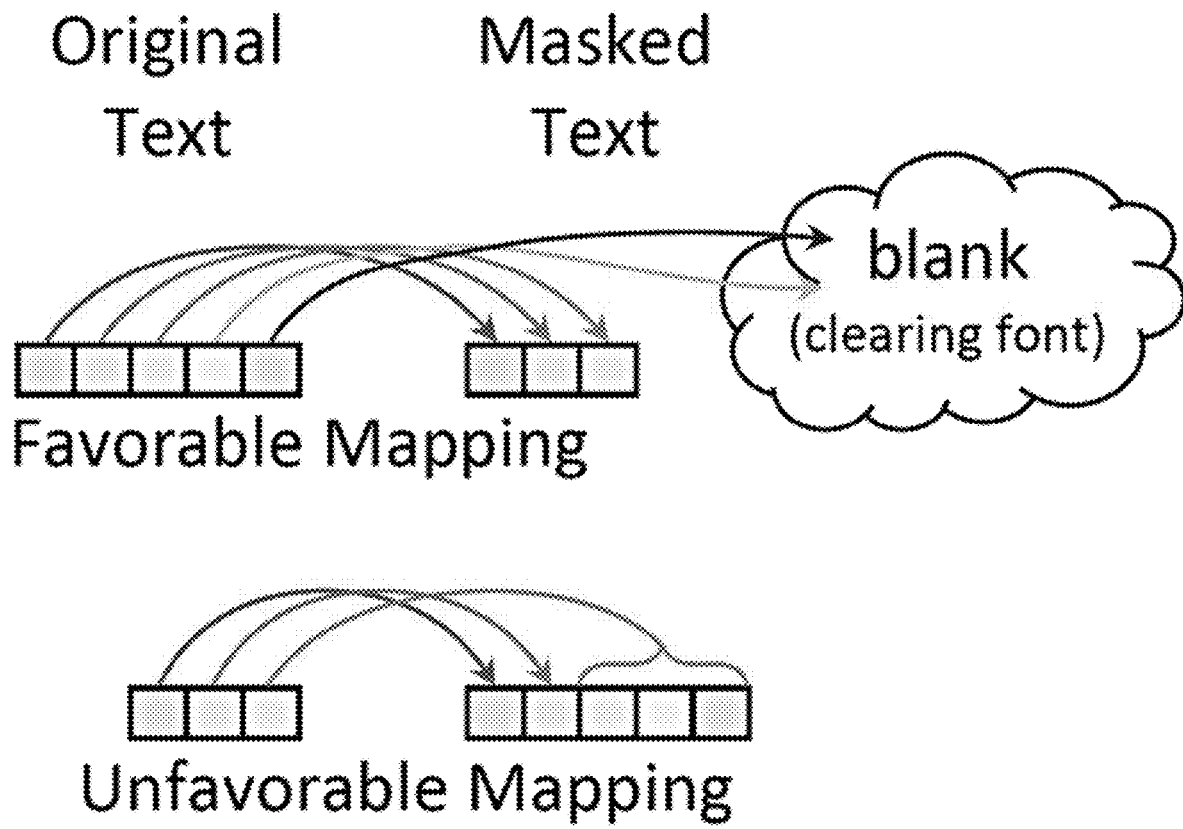 Original
Text
Masked
Text
blank
(clearing font)
Favorable Mapping
Unfavorable Mapping